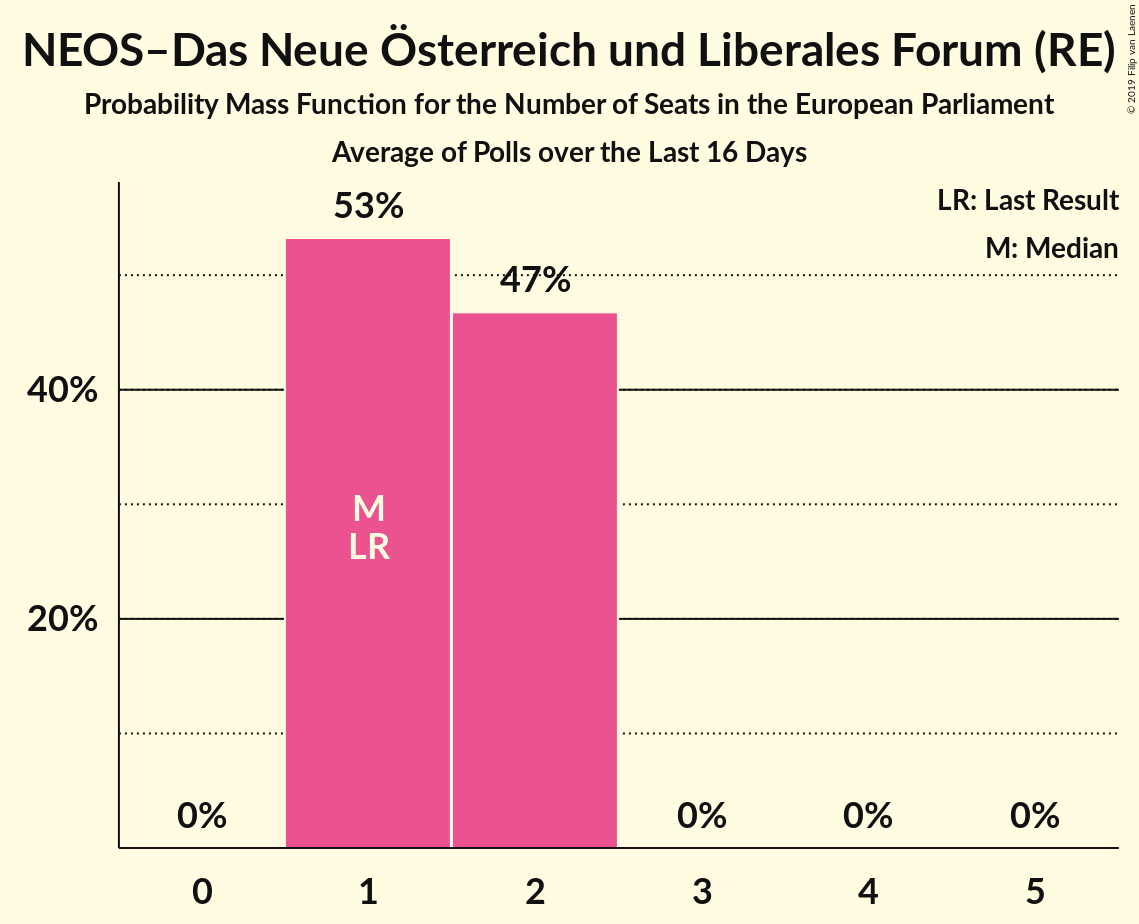 NEOS–Das Neue Österreich und Liberales Forum (RE)
Probability Mass Function for the Number of Seats in the European Parliament
Average of Polls over the Last 16 Days
© 2019 Filip van Laenen
LR: Last Result
M: Median
53%
47%
40%
20%
M
LR
0%
0%
0%
0%
0
1
2
3
4
5